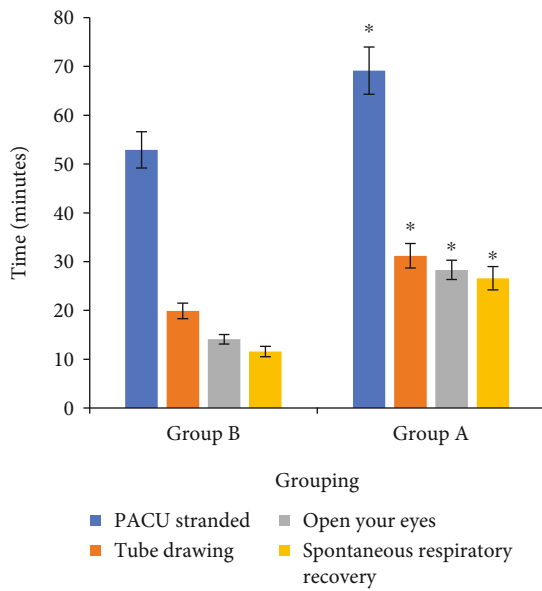 80
70
60
50
40
30
20
10
0
Time (minutes)
*
*
*
*
Group B
Group A
Grouping
PACU stranded
Open your eyes
Tube drawing
Spontaneous respiratory
recovery